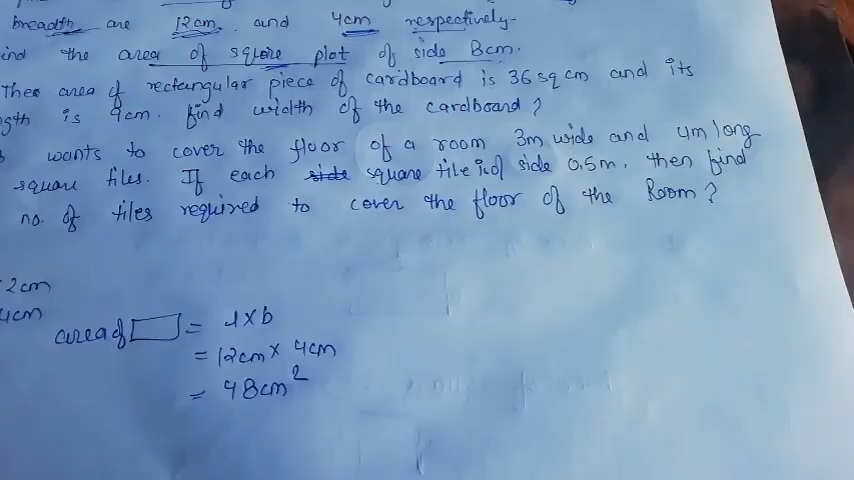 breadth are 12cm and 4cm respectively.
ind the area of square plot of side 8cm.
Thee area of rectangular piece of cardboard is 36 sq cm and its
gth is 9cm. find width of the cardboard?
wants to cover the floor of a room 3m wide and 4m long
square tiles. If each side square tile is of side 0.5m. then find
no. of tiles required to cover the floor of the Room?
2cm
4cm
area of = l x b
= 12cm x 4cm
= 48cm²